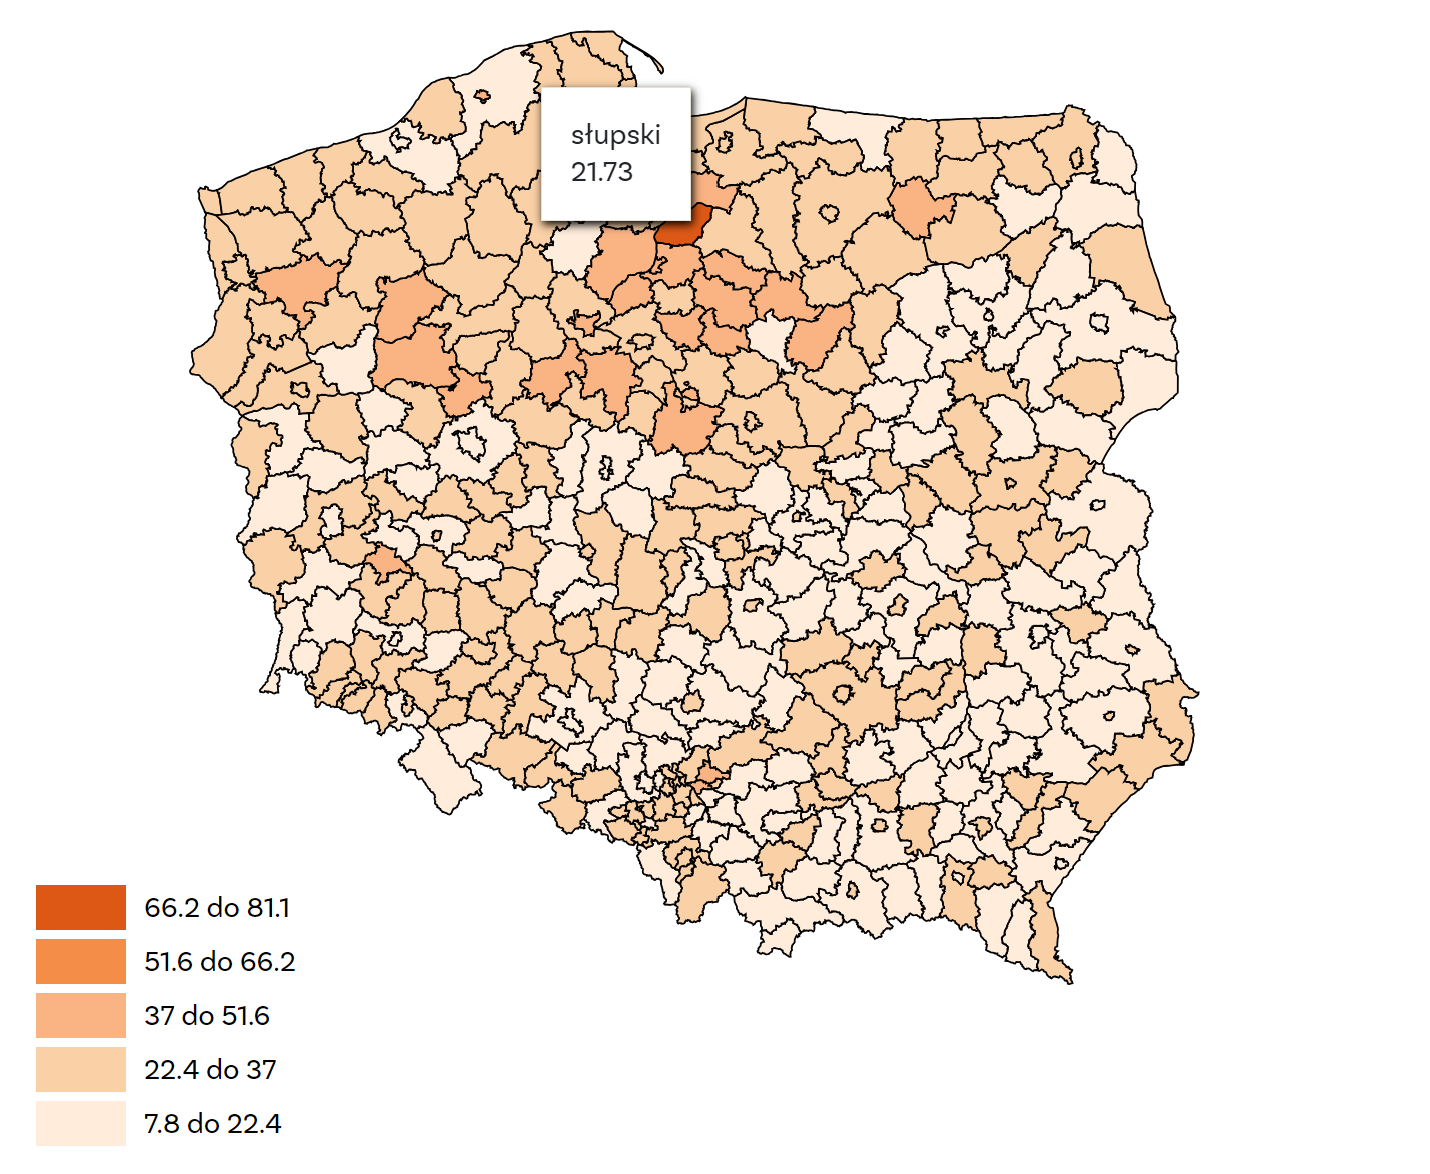 słupski
21.73
66.2 do 81.1
51.6 do 66.2
37 do 51.6
22.4 do 37
7.8 do 22.4